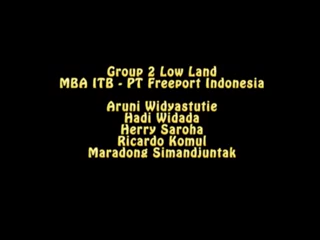 Group 2 Low Land
MBA ITB - PT Freeport Indonesia
Aruni Widyastutie
Hadi Widada
Herry Saroha
Ricardo Komul
Maradong Simandjuntak